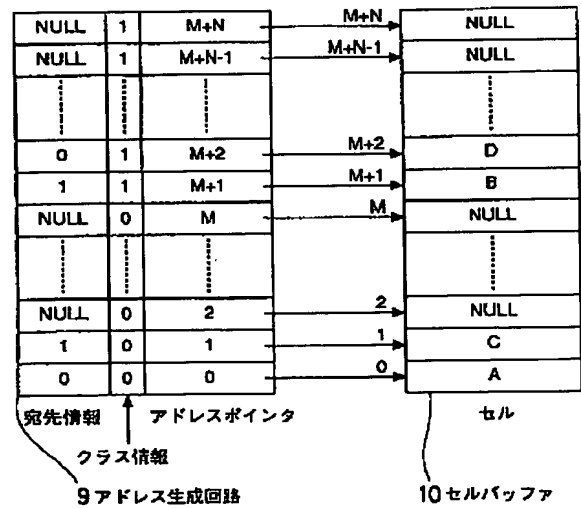 NULL 1 M+N M+N NULL
NULL 1 M+N-1 M+N-1 NULL
0 1 M+2 M+2 D
1 1 M+1 M+1 B
NULL 0 M M NULL
NULL 0 2 2 NULL
1 0 1 1 C
0 0 0 0 A
宛先情報 アドレスポインタ セル
クラス情報
9 アドレス生成回路 10 セルバッファ